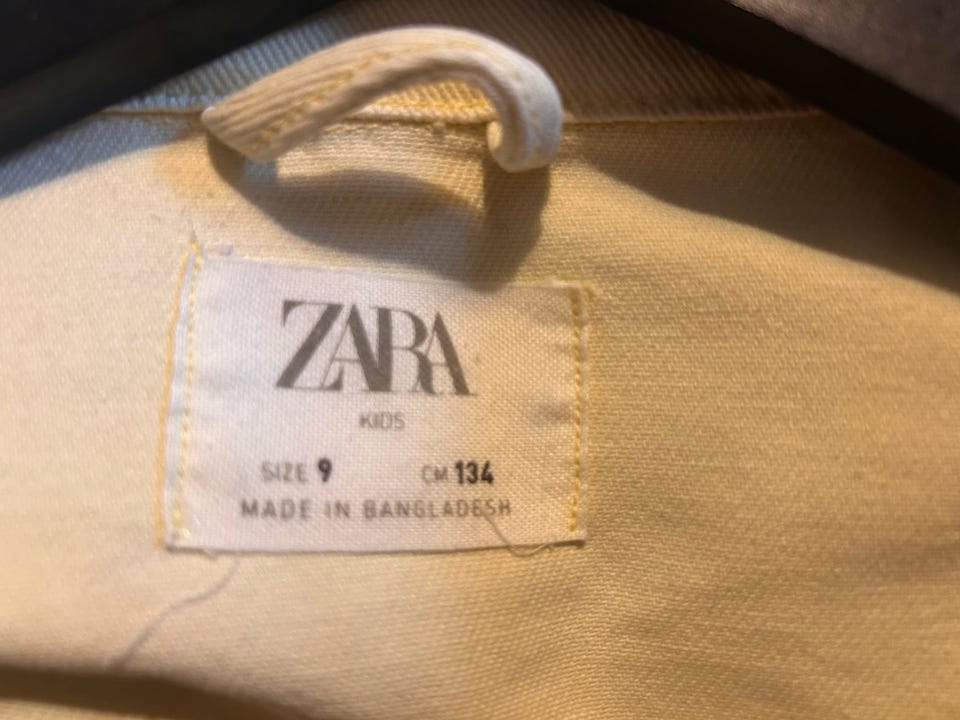 ZARA
KIDS
SIZE 9 CM 134
MADE IN BANGLADESH